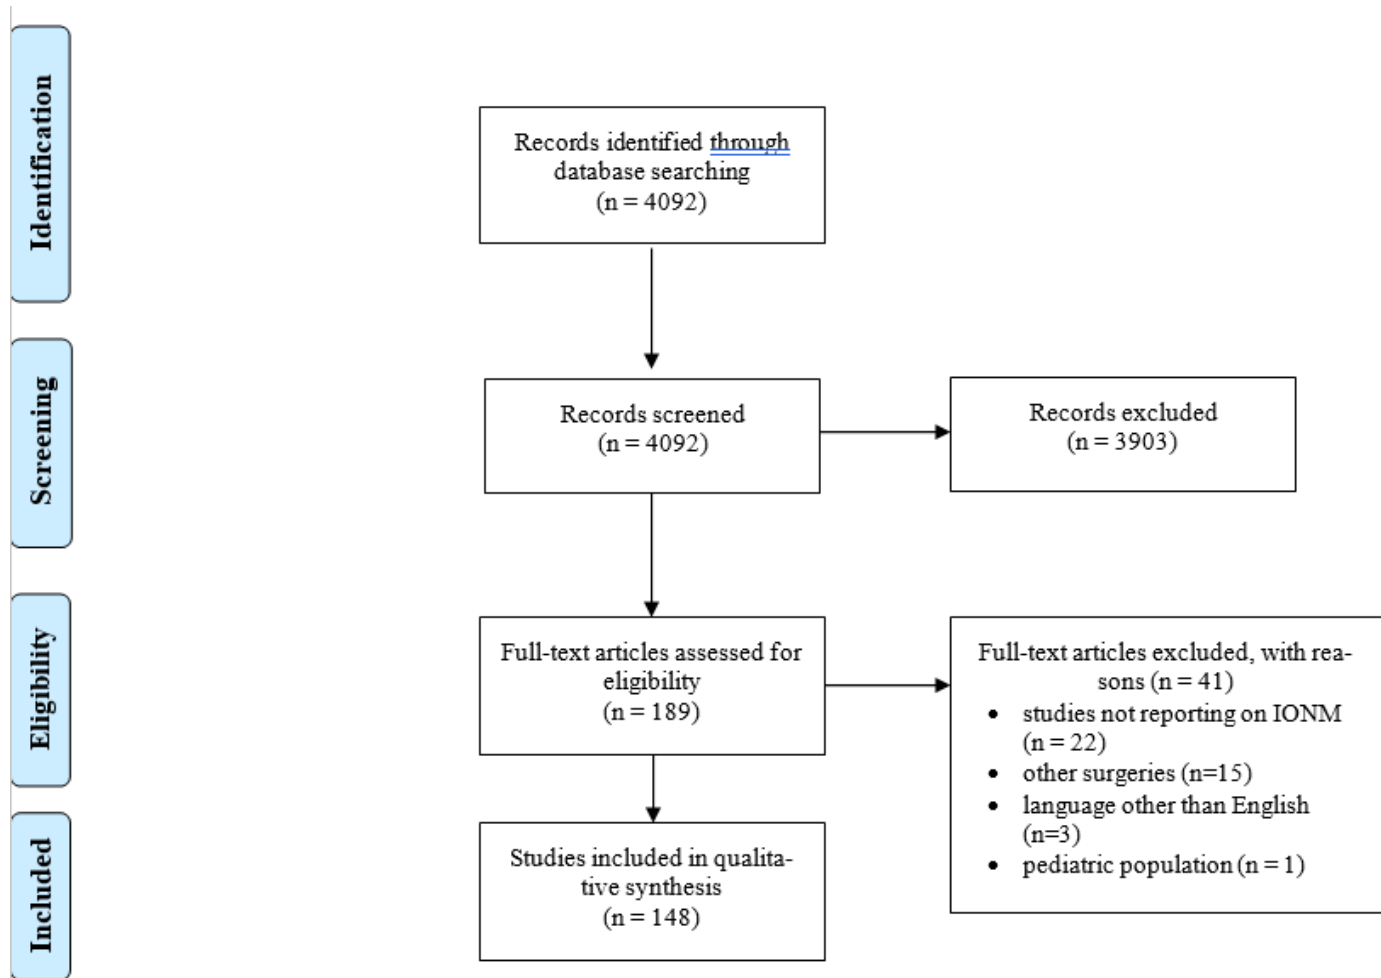 Identification
Records identified through
database searching
(n = 4092)
Screening
Records screened
(n = 4092)
Records excluded
(n = 3903)
Eligibility
Full-text articles assessed for
eligibility
(n = 189)
Full-text articles excluded, with rea-
sons (n = 41)
• studies not reporting on IONM
(n = 22)
• other surgeries (n=15)
• language other than English
(n=3)
• pediatric population (n = 1)
Included
Studies included in qualita-
tive synthesis
(n = 148)